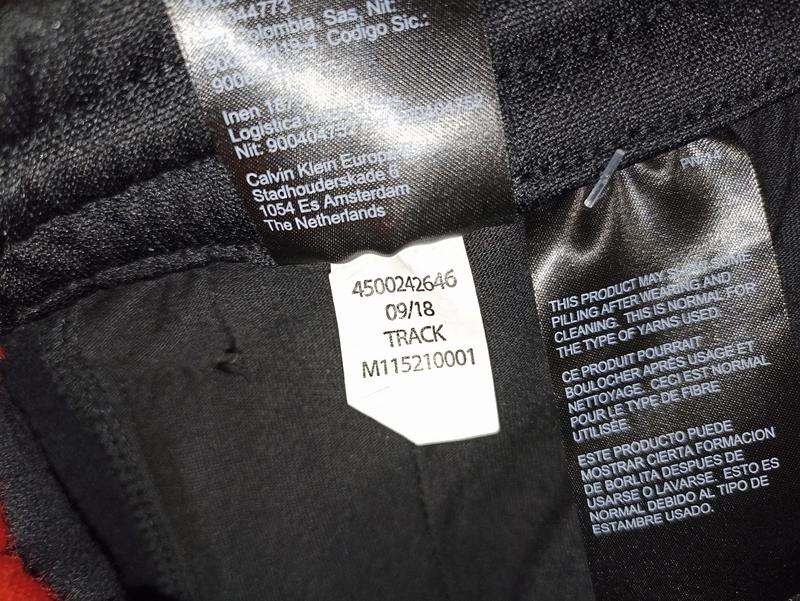 044773
Colombia, Sas, Nit:
Codigo Sic.:
Inen
Logistica
Nit:
Calvin Klein Europe
Stadhouderskade 6
1054 Es Amsterdam
The Netherlands
4500242646
09/18
TRACK
M115210001
THIS PRODUCT MAY SHOW SOME
PILLING AFTER WEARING AND
CLEANING. THIS IS NORMAL FOR
THE TYPE OF YARNS USED.
CE PRODUIT POURRAIT
BOULOCHER APRÈS USAGE ET
NETTOYAGE. CECI EST NORMAL
POUR LE TYPE DE FIBRE
UTILISÉE
ESTE PRODUCTO PUEDE
MOSTRAR CIERTA FORMACION
DE BORLITA DESPUES DE
USARSE O LAVARSE. ESTO ES
NORMAL DEBIDO AL TIPO DE
ESTAMBRE USADO.